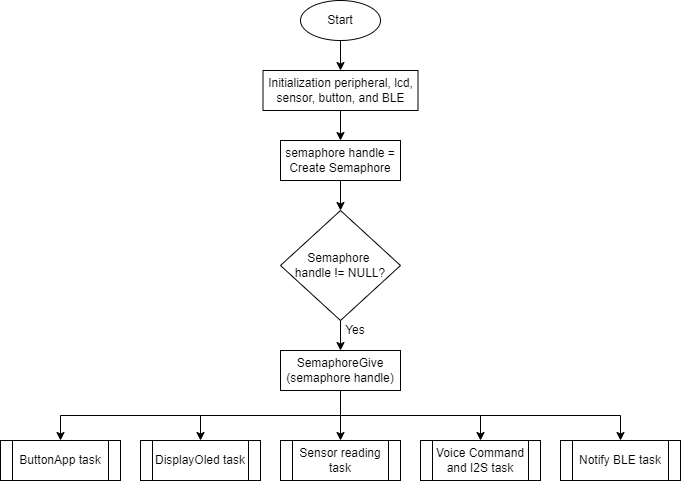 Start
Initialization peripheral, lcd,
sensor, button, and BLE
semaphore handle =
Create Semaphore
Semaphore
handle != NULL?
Yes
SemaphoreGive
(semaphore handle)
ButtonApp task
DisplayOled task
Sensor reading
task
Voice Command
and I2S task
Notify BLE task